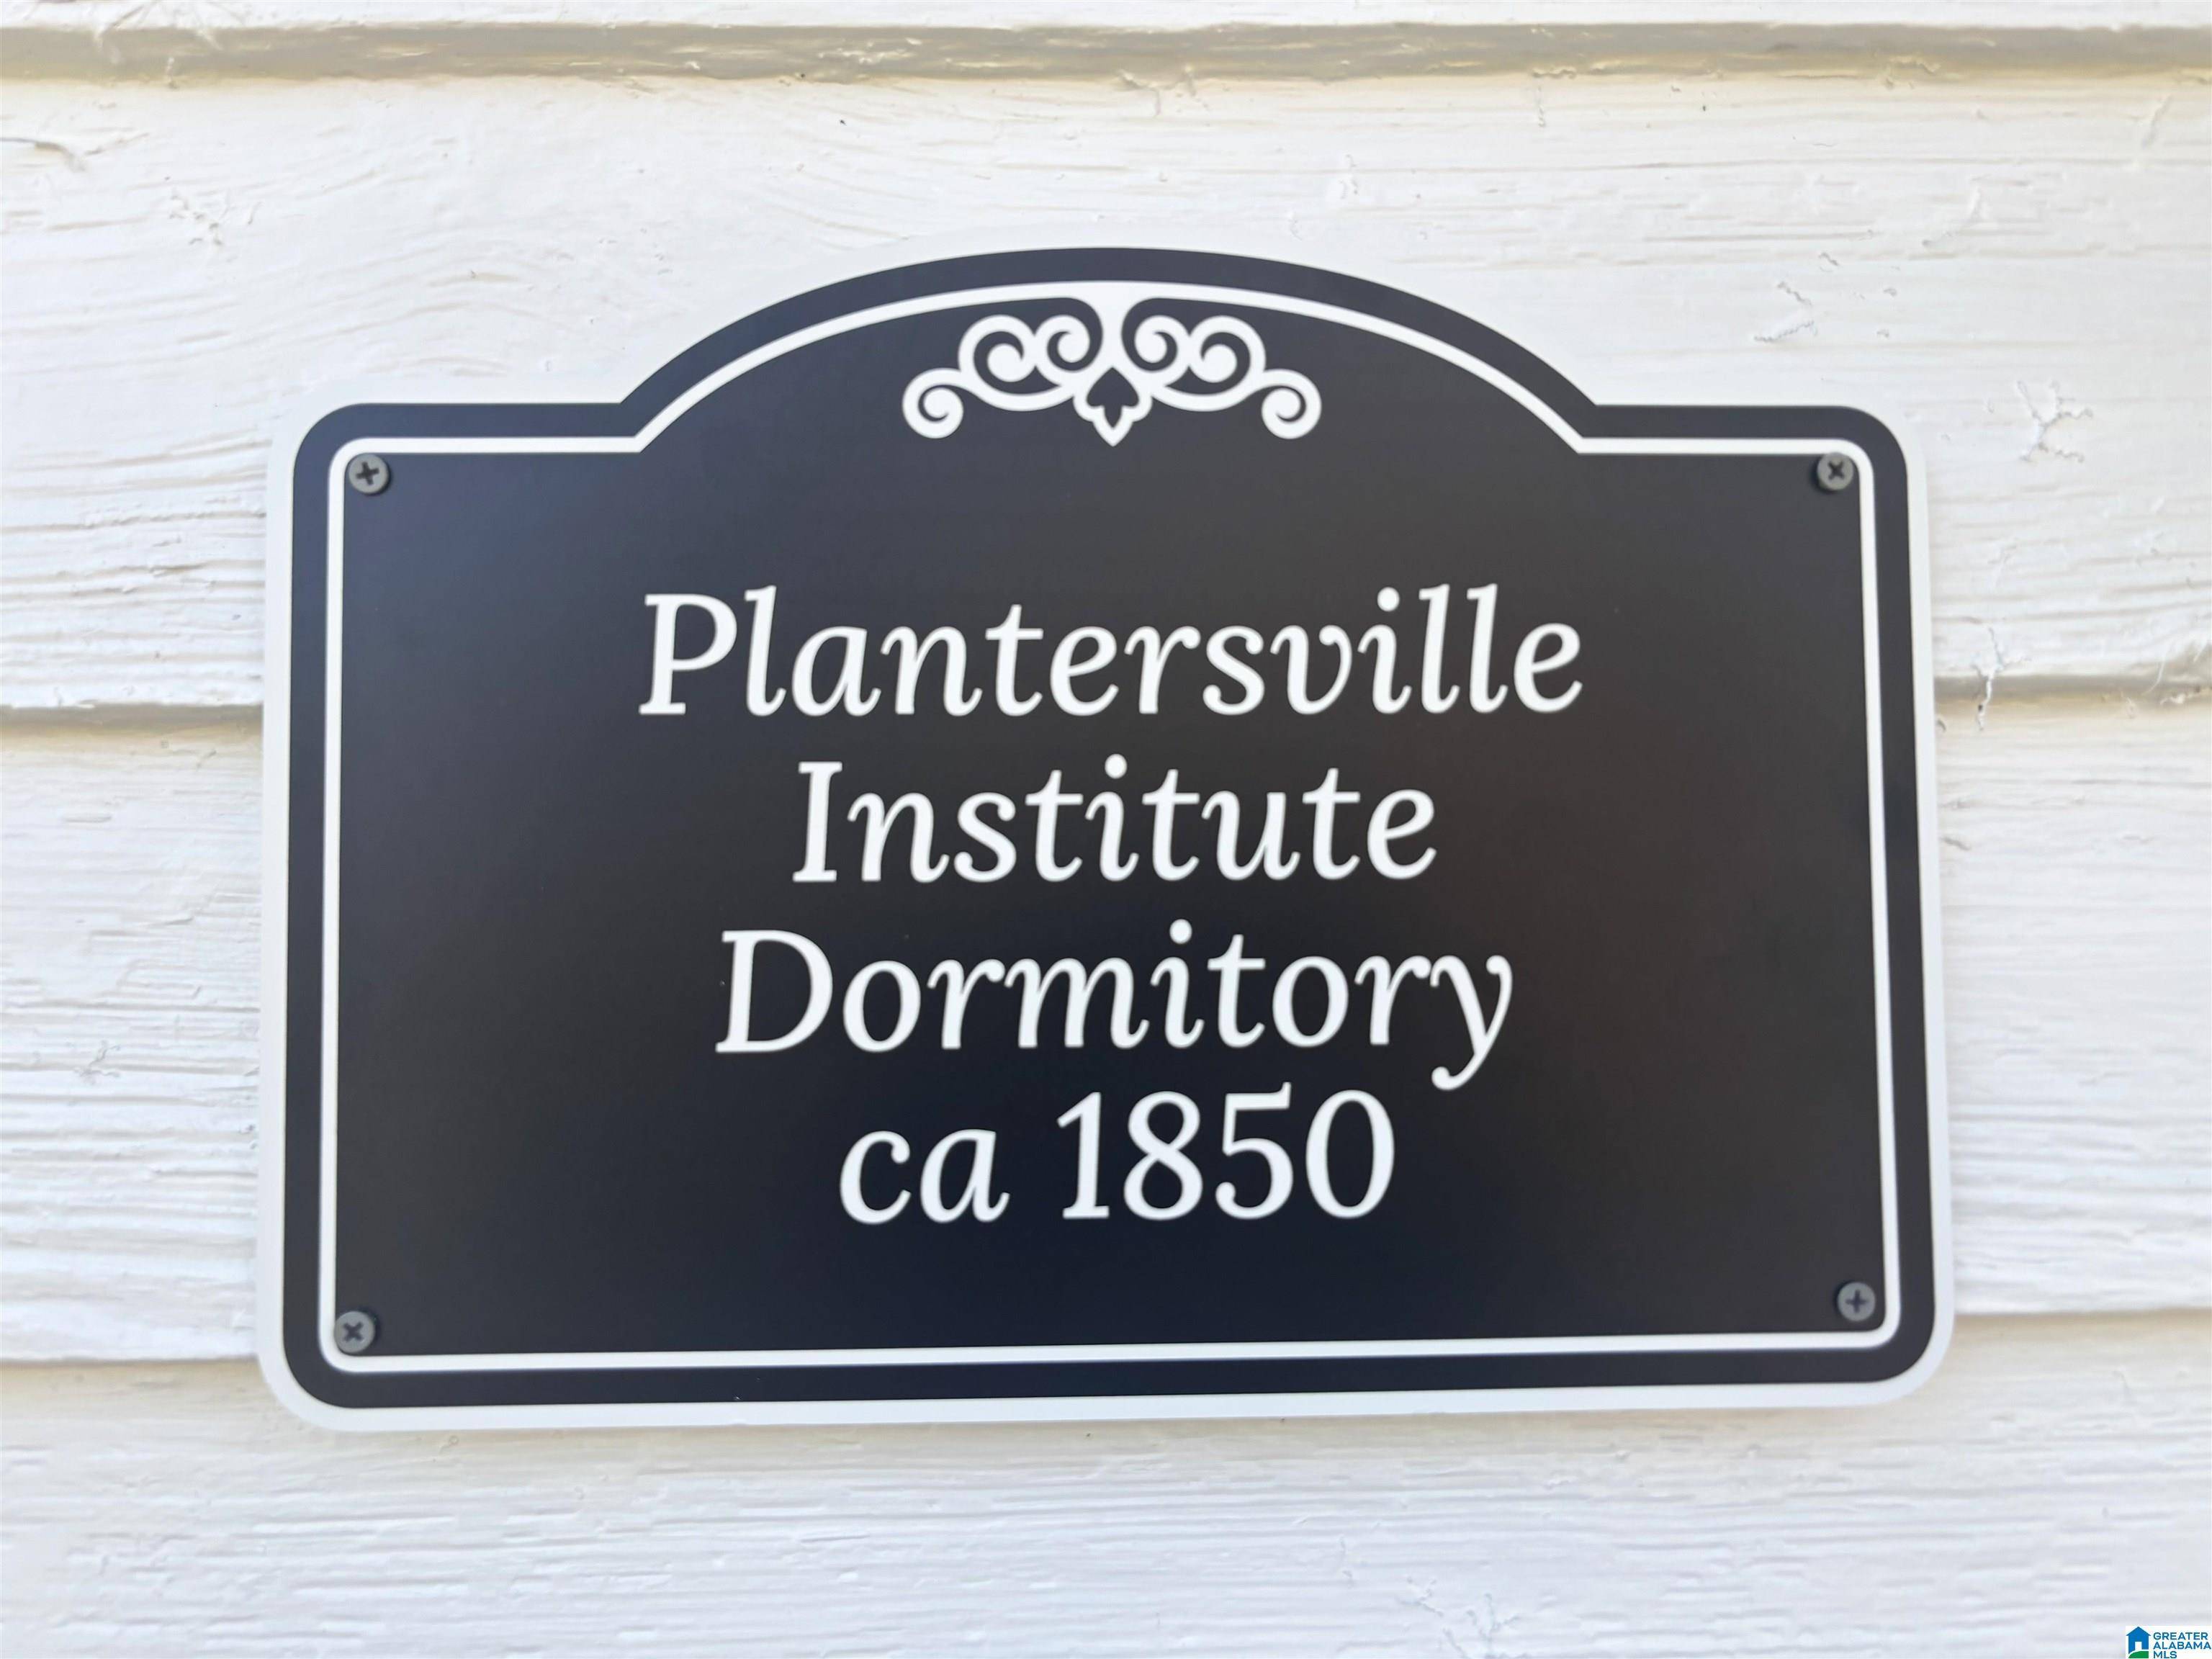 Plantersville
Institute
Dormitory
ca 1850
GREATER
ALABAMA
MLS